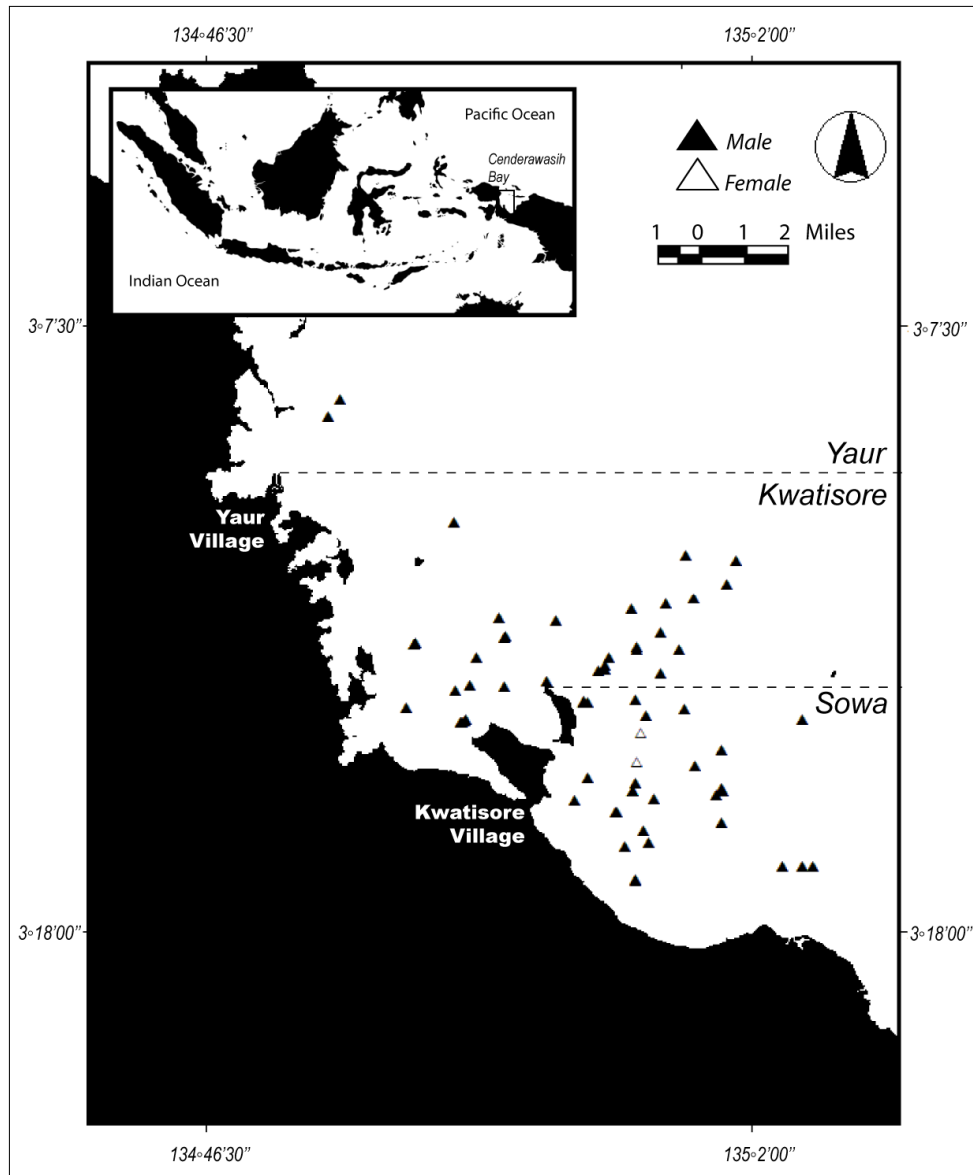 134°46'30" 135°2'00"
Pacific Ocean
Cenderawasih
Bay
Indian Ocean
Male
Female
1 0 1 2 Miles
3°7'30" 3°7'30"
Yaur
Kwatisore
Yaur
Village
Sowa
Kwatisore
Village
3°18'00" 3°18'00"
134°46'30" 135°2'00"